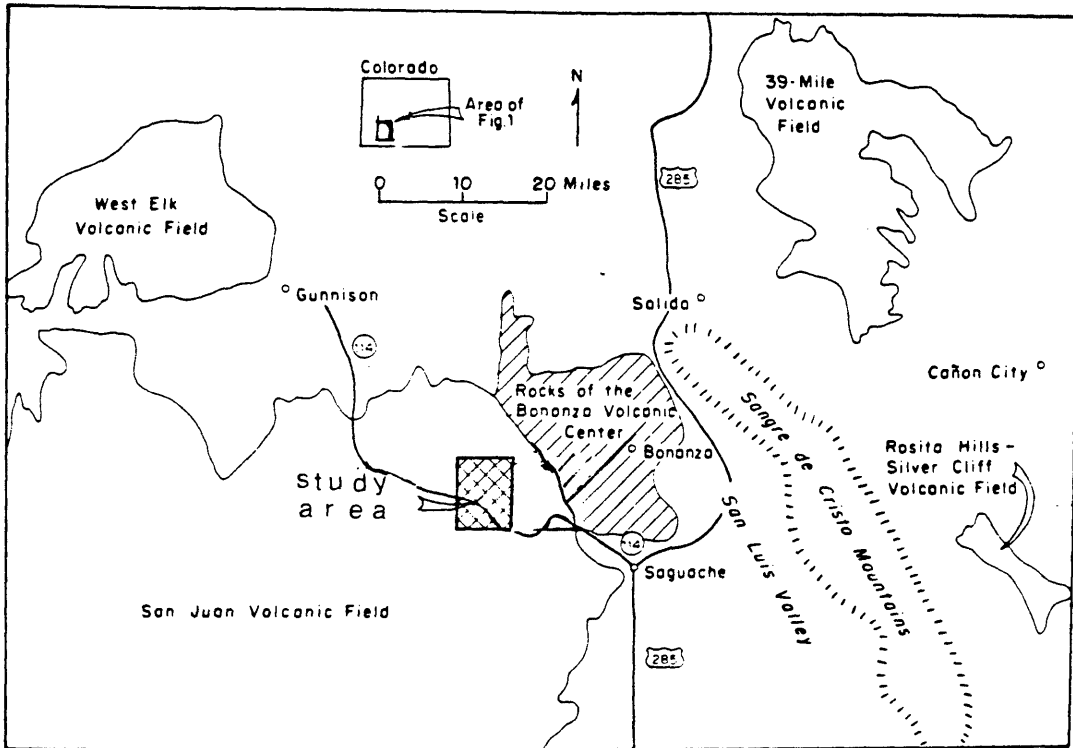 Colorado
Area of
Fig.1
N
0 10 20 Miles
Scale
285
39-Mile
Volcanic
Field
West Elk
Volcanic Field
Gunnison
114
Salida
Cañon City
Rocks of the
Bonanza Volcanic
Center
Bonanza
Sangre de Cristo Mountains
Rosita Hills-
Silver Cliff
Volcanic Field
study
area
San Luis Valley
114
Saguache
San Juan Volcanic Field
285